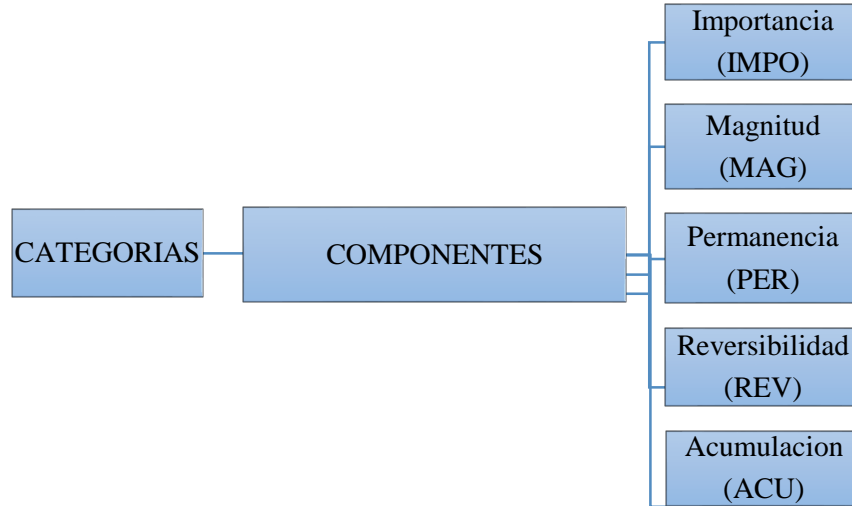 CATEGORIAS
COMPONENTES
Importancia
(IMPO)
Magnitud
(MAG)
Permanencia
(PER)
Reversibilidad
(REV)
Acumulacion
(ACU)